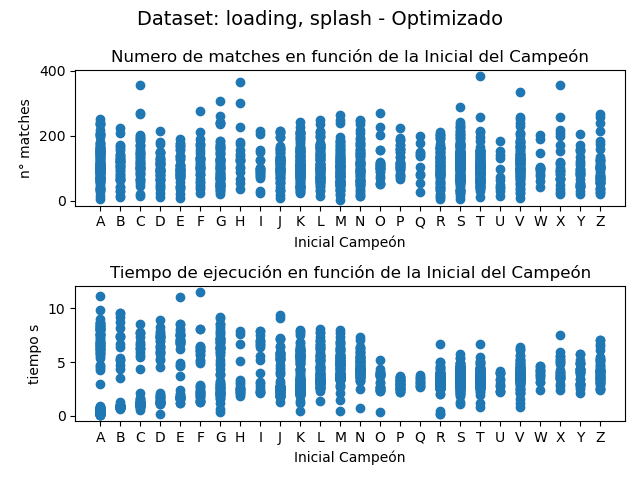 Dataset: loading, splash - Optimizado
Numero de matches en función de la Inicial del Campeón
400
200
0
n° matches
A B C D E F G H I J K L M N O P Q R S T U V W X Y Z
Inicial Campeón
Tiempo de ejecución en función de la Inicial del Campeón
10
5
0
tiempo s
A B C D E F G H I J K L M N O P Q R S T U V W X Y Z
Inicial Campeón